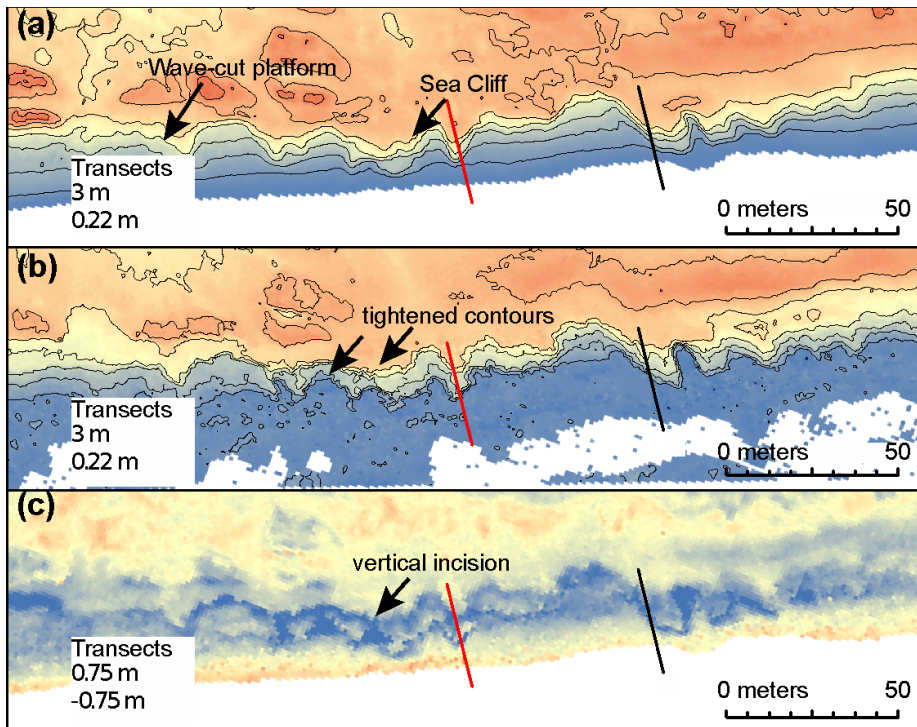 (a)
Wave-cut platform
Sea Cliff
Transects
3 m
0.22 m
0 meters 50
(b)
tightened contours
Transects
3 m
0.22 m
0 meters 50
(c)
vertical incision
Transects
0.75 m
-0.75 m
0 meters 50